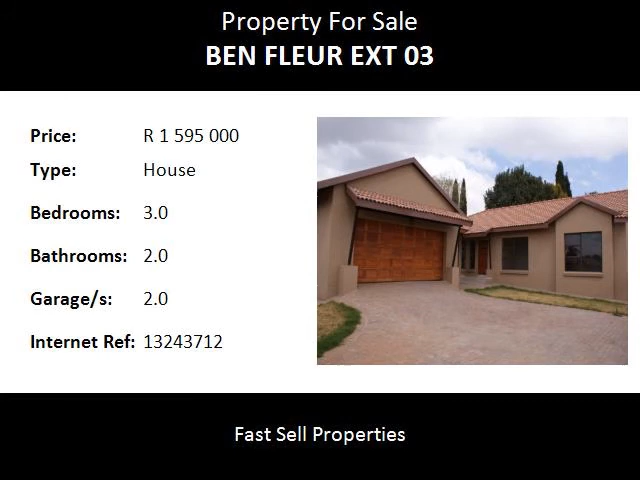 Property For Sale
BEN FLEUR EXT 03
Price: R 1 595 000
Type: House
Bedrooms: 3.0
Bathrooms: 2.0
Garage/s: 2.0
Internet Ref: 13243712
Fast Sell Properties